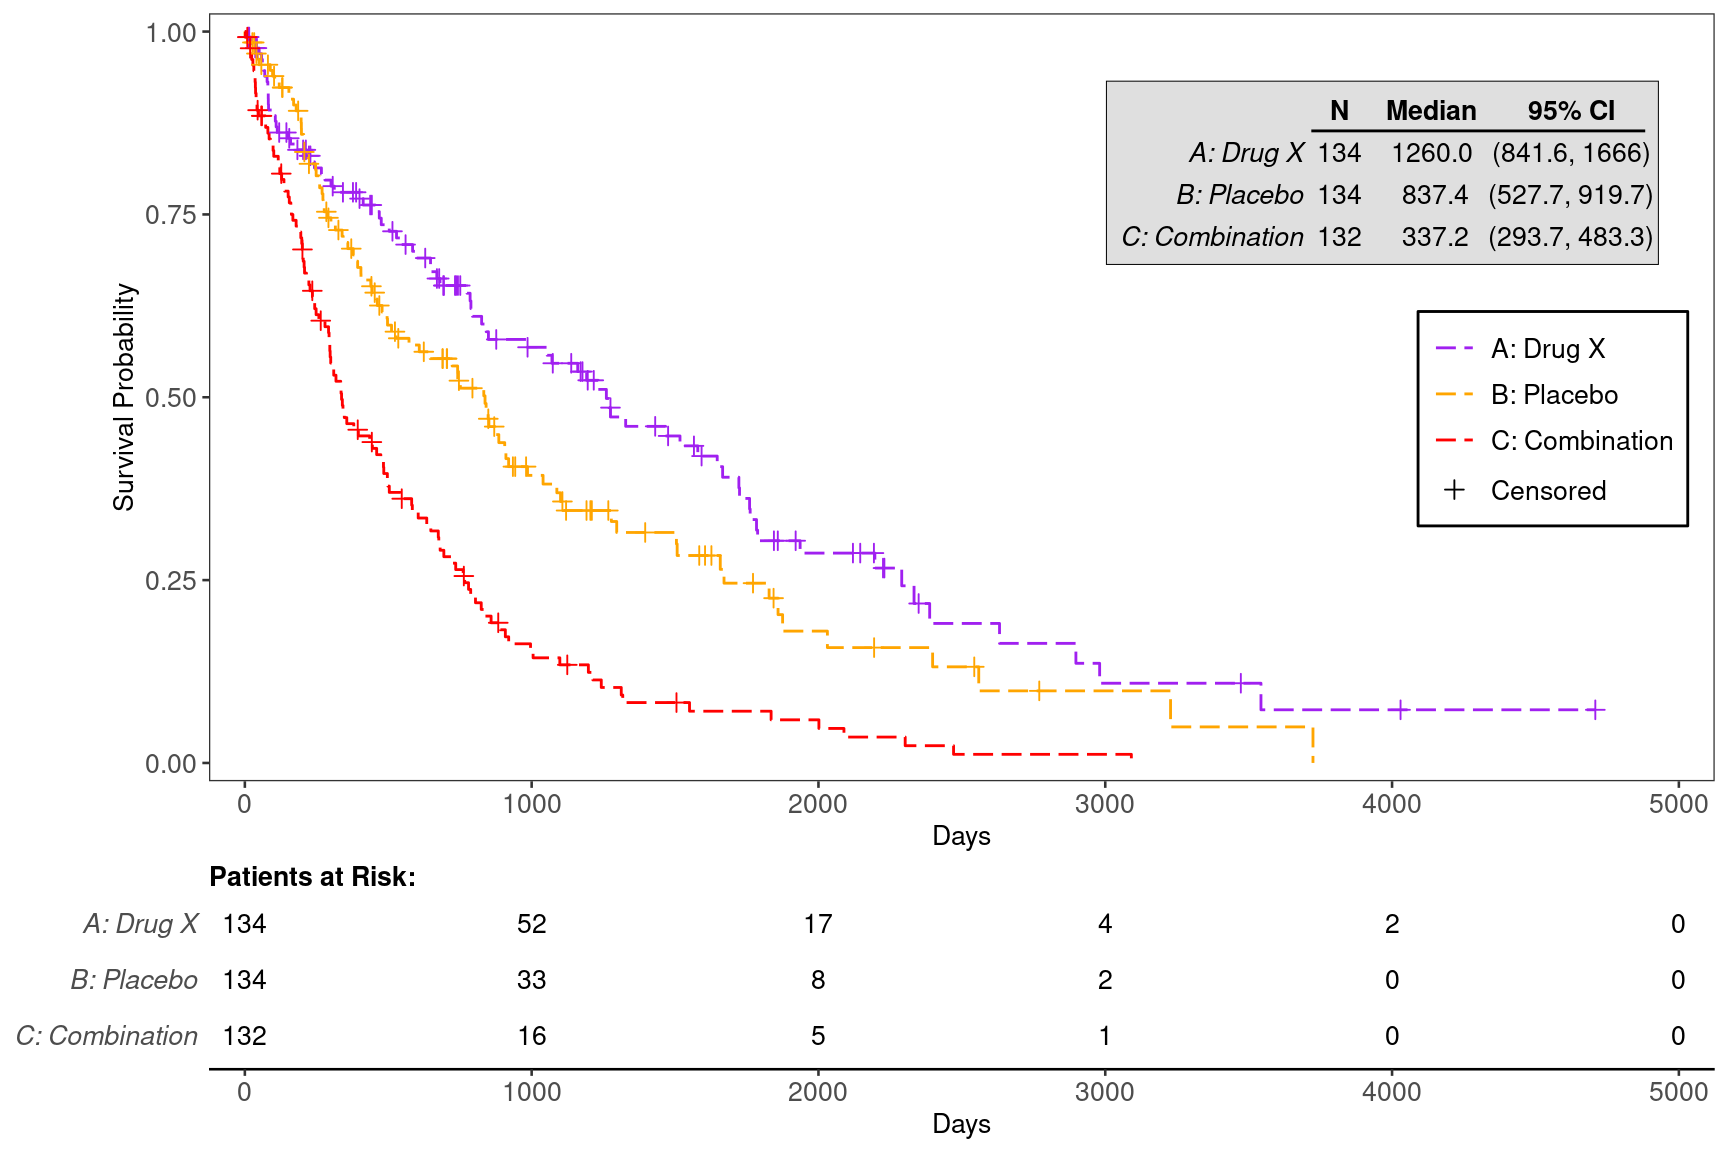 1.00
0.75
0.50
0.25
0.00
Survival Probability
N Median 95% CI
A: Drug X 134 1260.0 (841.6, 1666)
B: Placebo 134 837.4 (527.7, 919.7)
C: Combination 132 337.2 (293.7, 483.3)
A: Drug X
B: Placebo
C: Combination
Censored
0 1000 2000 3000 4000 5000
Days
Patients at Risk:
A: Drug X 134 52 17 4 2 0
B: Placebo 134 33 8 2 0 0
C: Combination 132 16 5 1 0 0
0 1000 2000 3000 4000 5000
Days